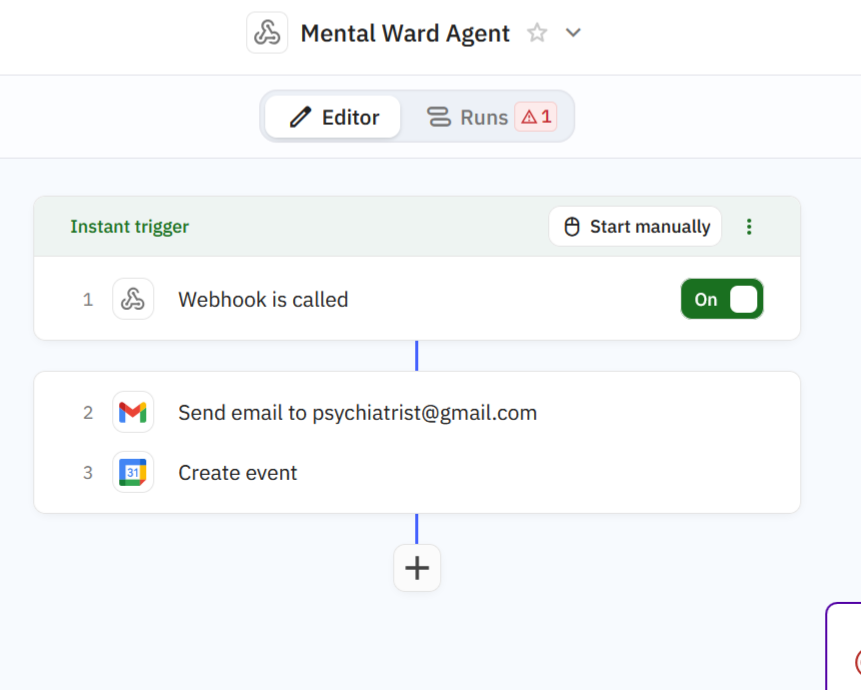 Mental Ward Agent
Editor
Runs
1
Instant trigger
Start manually
1
Webhook is called
On
2
Send email to psychiatrist@gmail.com
31
3
Create event